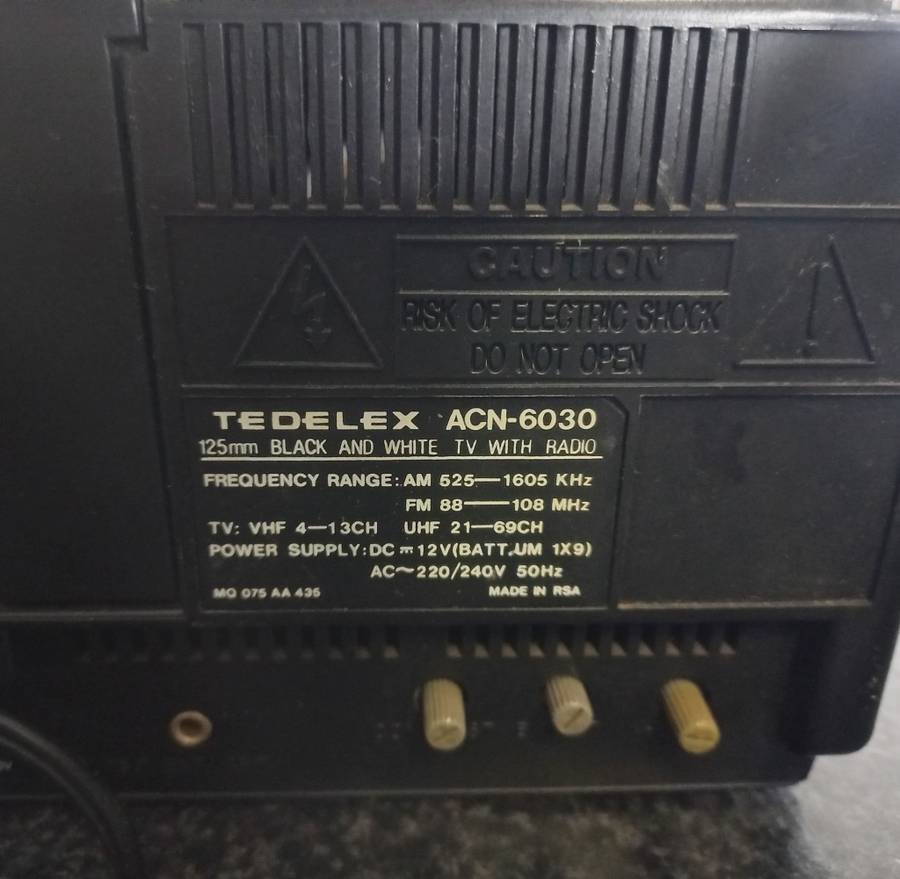 CAUTION
RISK OF ELECTRIC SHOCK
DO NOT OPEN
TEDELEX ACN-6030
125mm BLACK AND WHITE TV WITH RADIO
FREQUENCY RANGE: AM 525—1605 KHz
FM 88——108 MHz
TV: VHF 4—13CH UHF 21—69CH
POWER SUPPLY: DC ⎓ 12V(BATT.UM 1X9)
AC~220/240V 50Hz
MQ 075 AA 435 MADE IN RSA